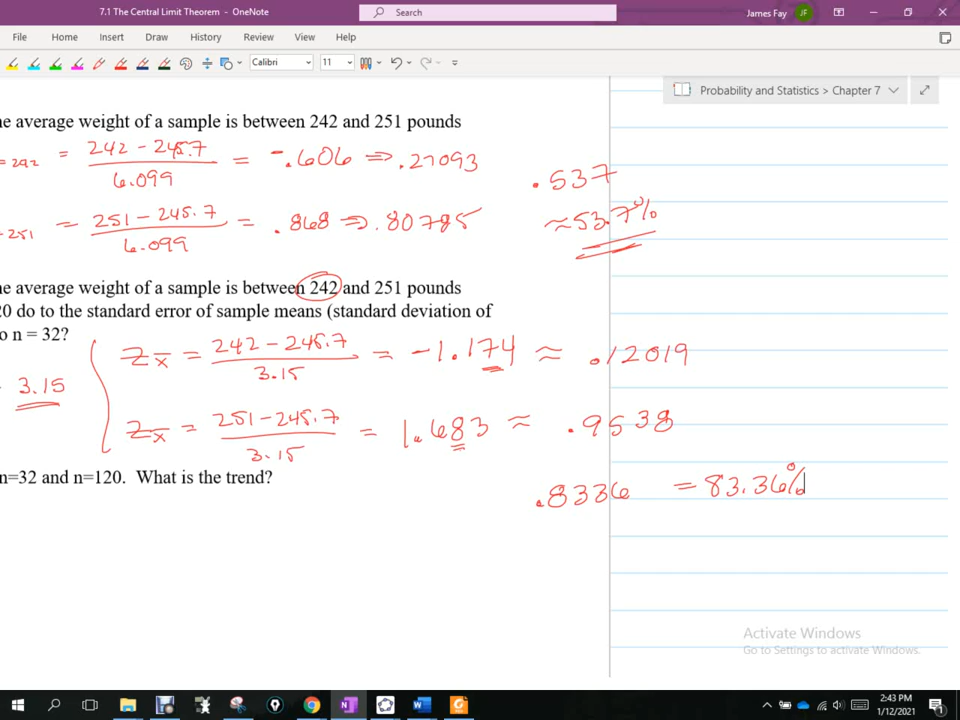 7.1 The Central Limit Theorem - OneNote
Search
James Fay JF
File Home Insert Draw History Review View Help
Calibri 11
Probability and Statistics > Chapter 7
ne average weight of a sample is between 242 and 251 pounds
= 242 = 242 - 245.7 / 6.099 = -.606 => .27093
.537
≈ 53.7%
- 251 = 251 - 245.7 / 6.099 = .868 => .80785
ne average weight of a sample is between 242 and 251 pounds
20 do to the standard error of sample means (standard deviation of
o n = 32?
Zx̄ = 242 - 245.7 / 3.15 = -1.174 ≈ .12019
= 3.15
Zx̄ = 251 - 245.7 / 3.15 = 1.683 ≈ .9538
n=32 and n=120. What is the trend?
.8336 = 83.36%
Activate Windows
Go to Settings to activate Windows.
2:43 PM
1/12/2021